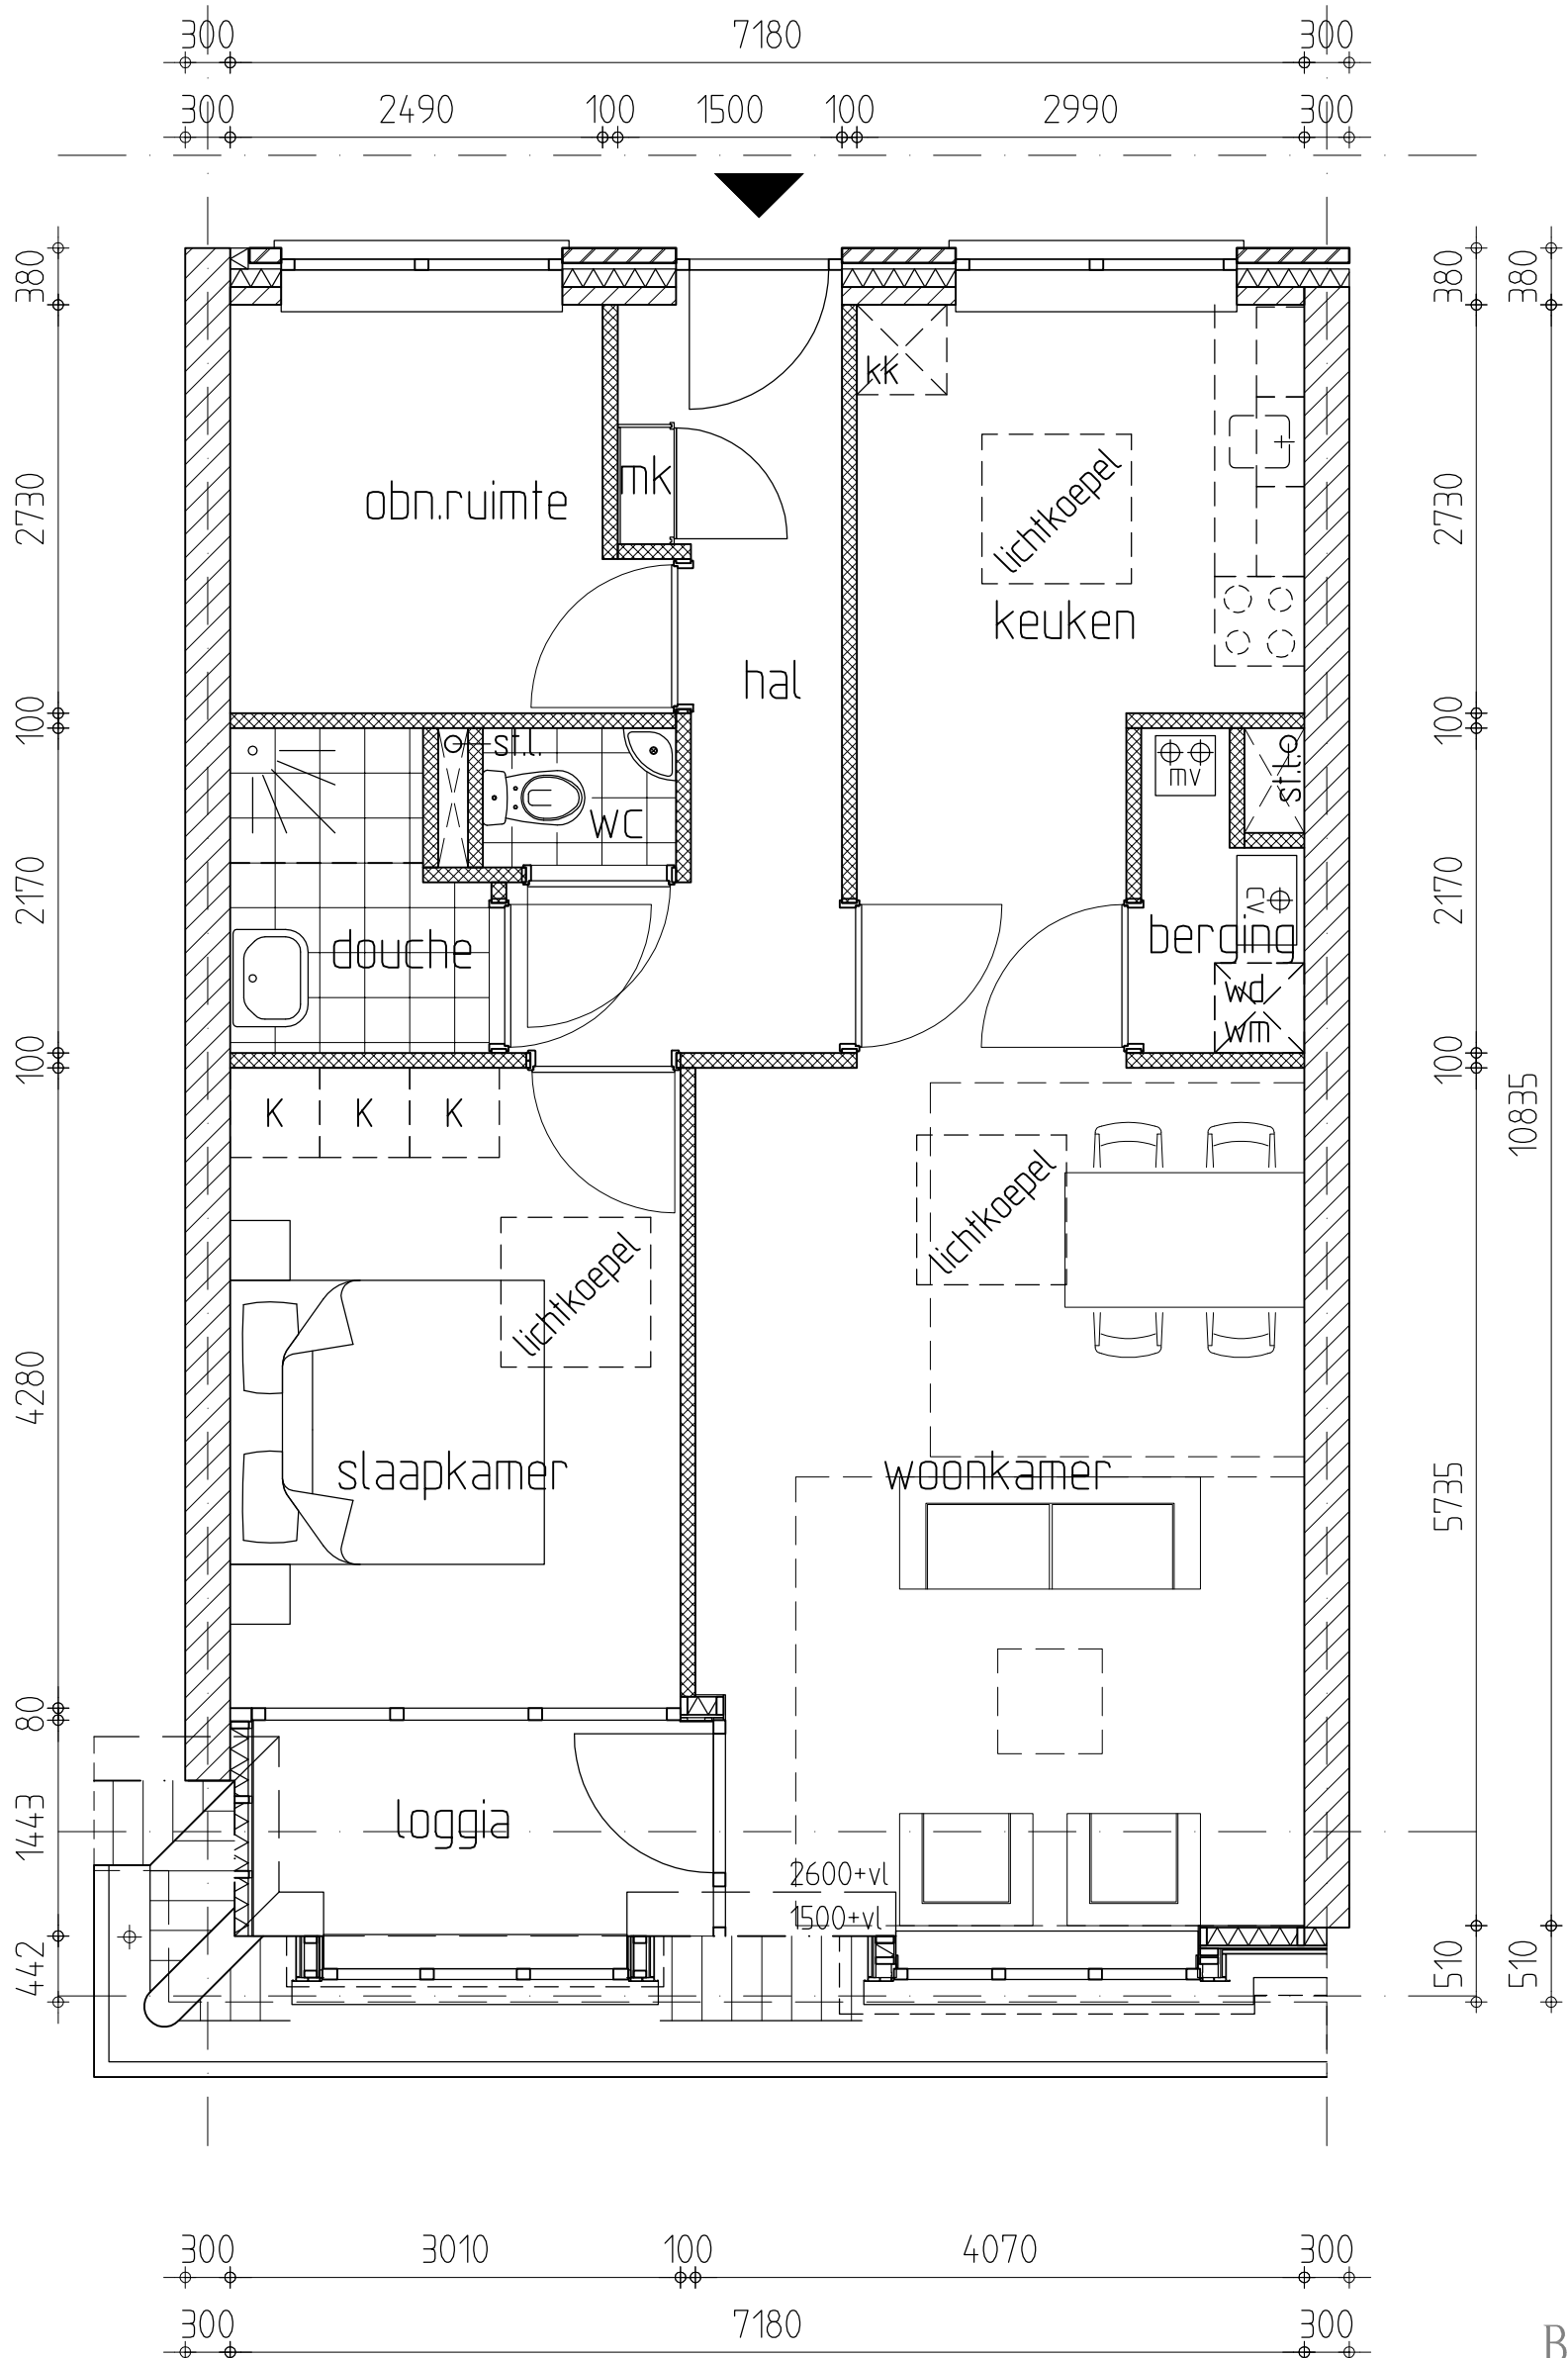 300 7180 300
300 2490 100 1500 100 2990 300
380 380 380
kk
mk
lichtkoepel
obn.ruimte
2730 2730
keuken
hal
100 100
st.l.
mv
st.l.
WC
2170 2170
c.v.
douche
berging
wd
wm
100 100
10835
K K K
lichtkoepel
lichtkoepel
4280
slaapkamer
woonkamer
5735
80
loggia
1443
2600+vl
1500+vl
442 510 510
300 3010 100 4070 300
300 7180 300
B